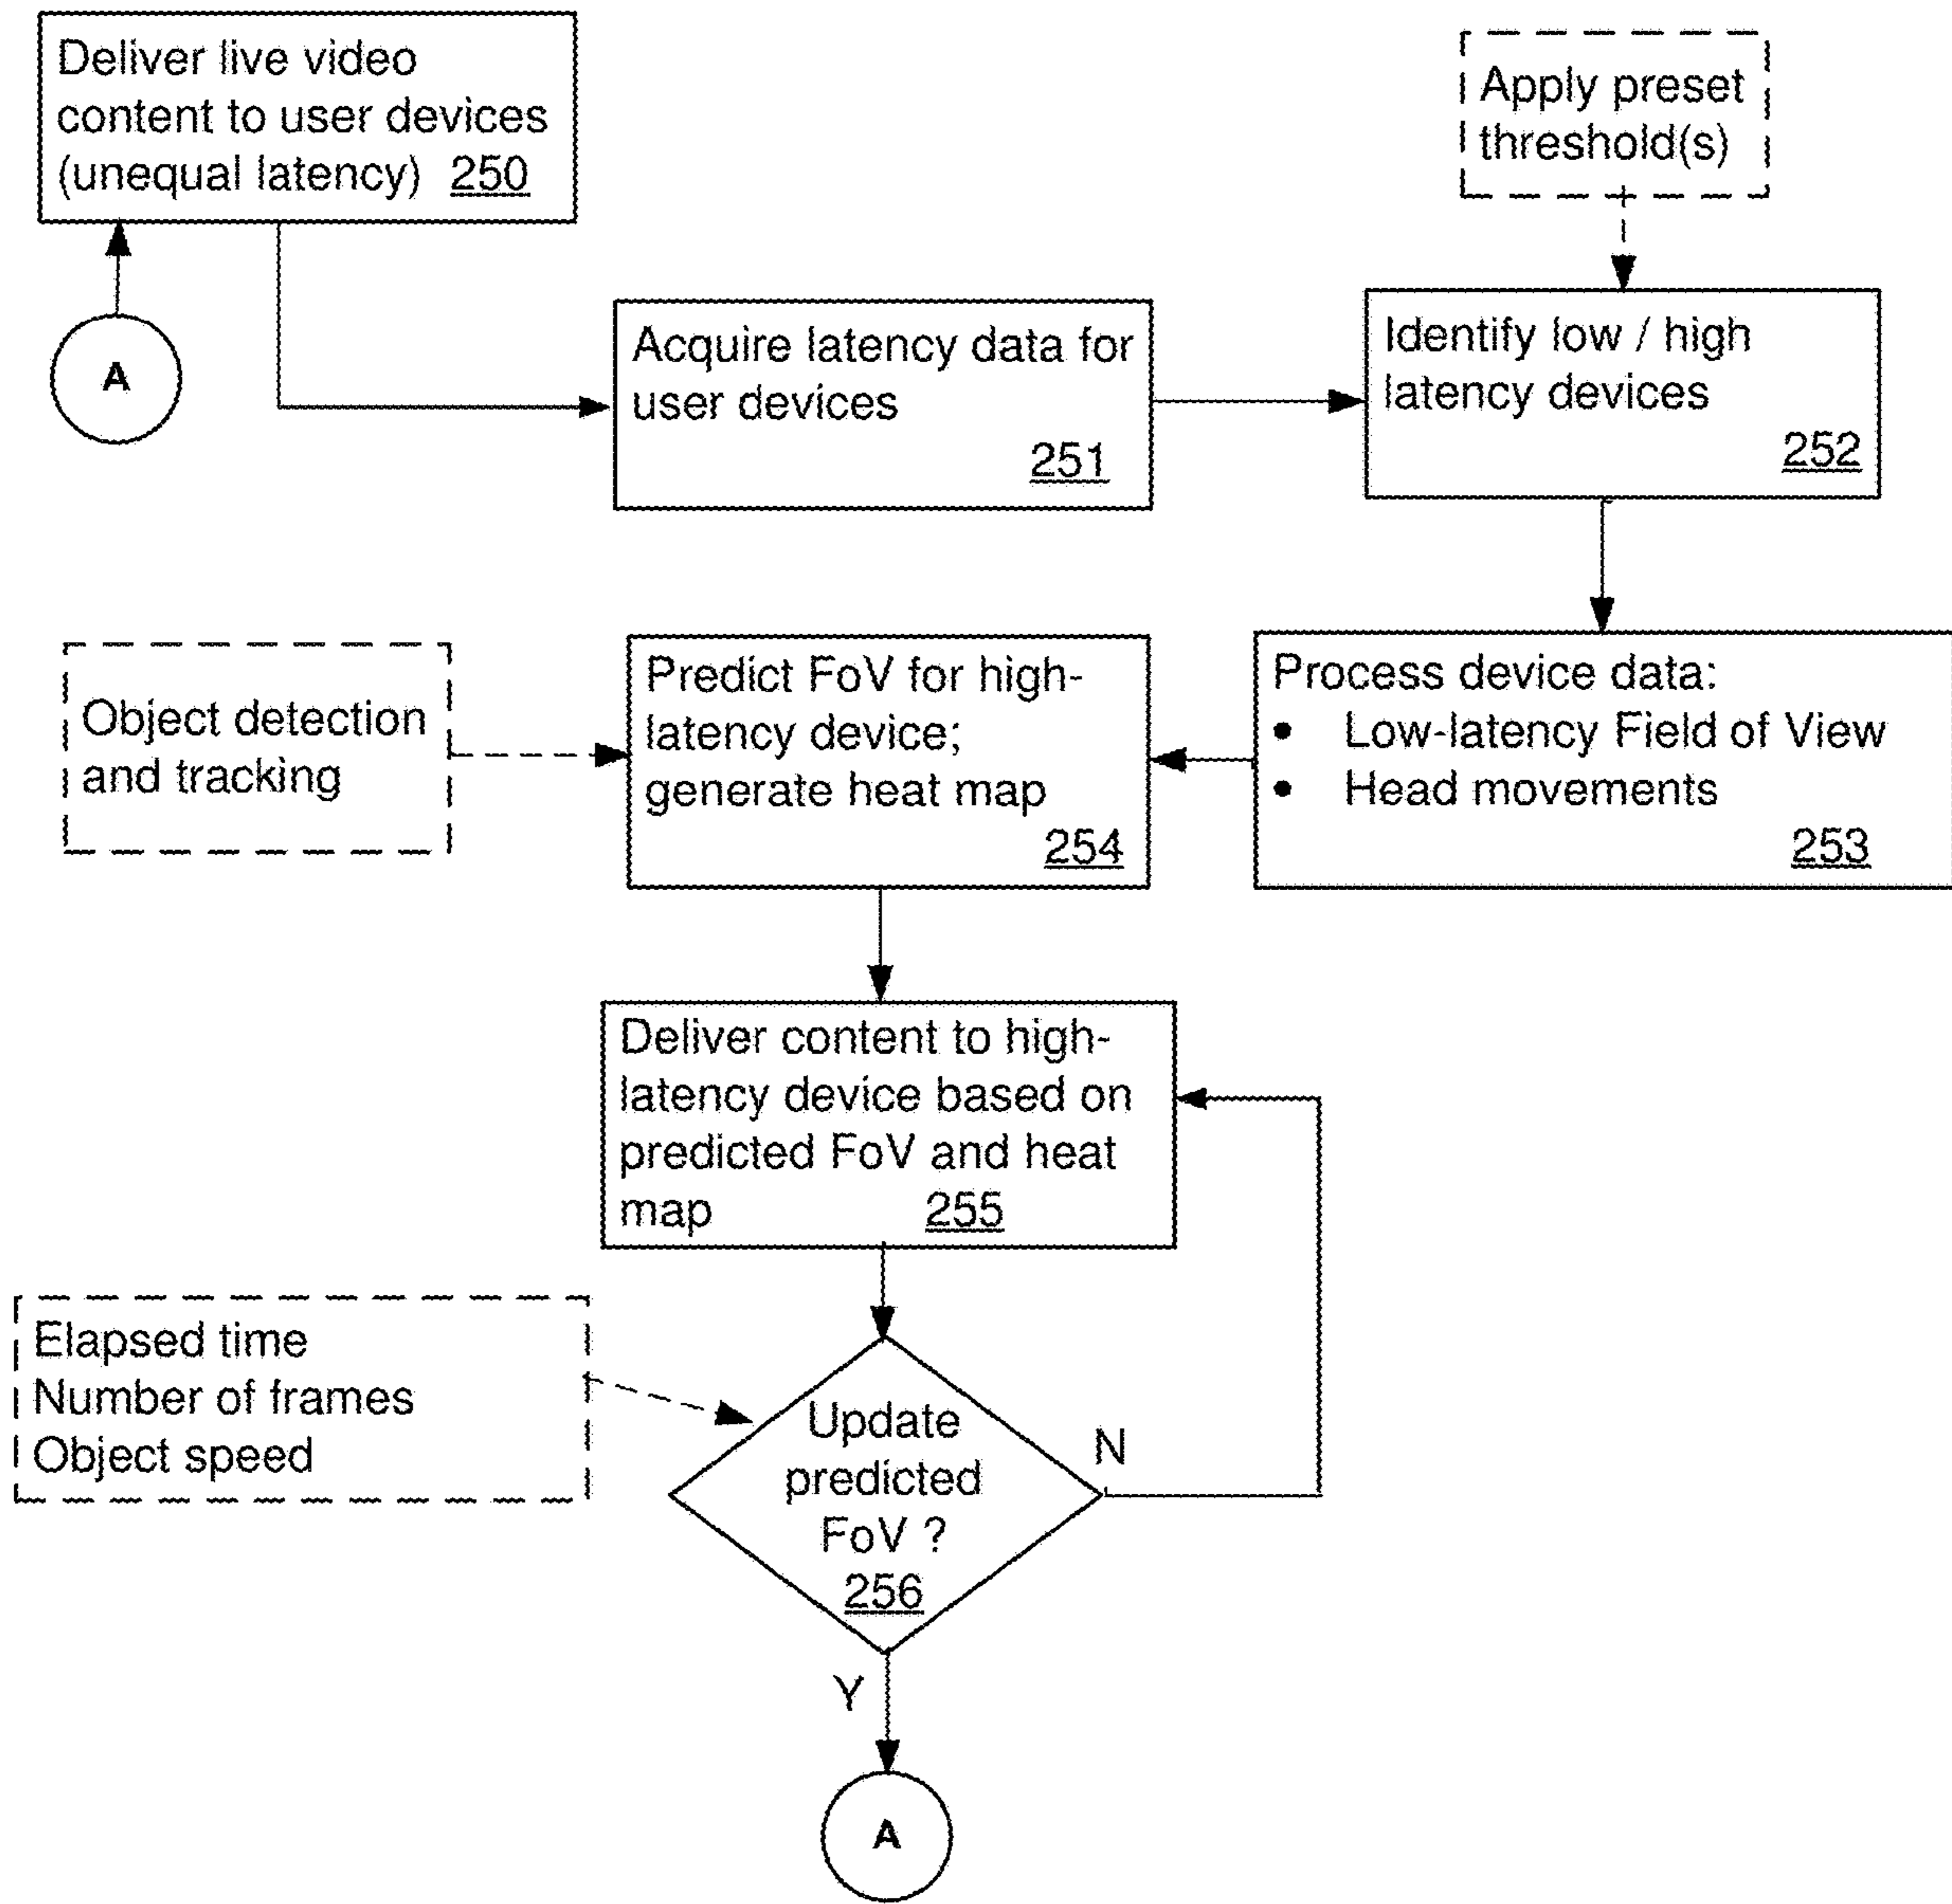 Deliver live video
content to user devices
(unequal latency) 250
Apply preset
threshold(s)
A
Acquire latency data for
user devices
251
Identify low / high
latency devices
252
Object detection
and tracking
Predict FoV for high-
latency device;
generate heat map
254
Process device data:
• Low-latency Field of View
• Head movements
253
Deliver content to high-
latency device based on
predicted FoV and heat
map 255
Elapsed time
Number of frames
Object speed
Update
predicted
FoV ?
256
N
Y
A